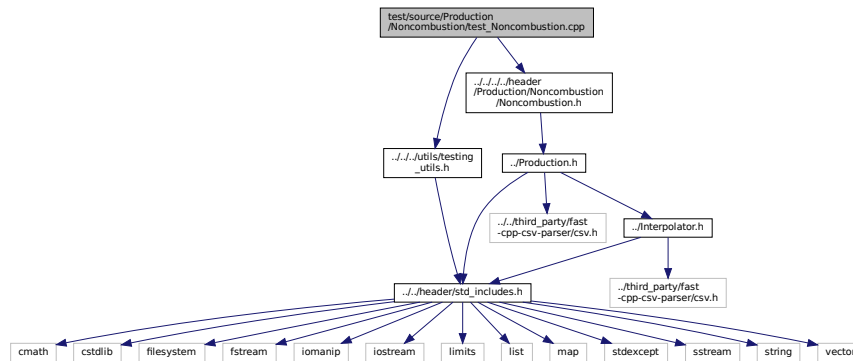 test/source/Production
/Noncombustion/test_Noncombustion.cpp
../../../../header
/Production/Noncombustion
/Noncombustion.h
../../../utils/testing
_utils.h
../Production.h
../../third_party/fast
-cpp-csv-parser/csv.h
../Interpolator.h
../../header/std_includes.h
../third_party/fast
-cpp-csv-parser/csv.h
cmath
cstdlib
filesystem
fstream
iomanip
iostream
limits
list
map
stdexcept
sstream
string
vector